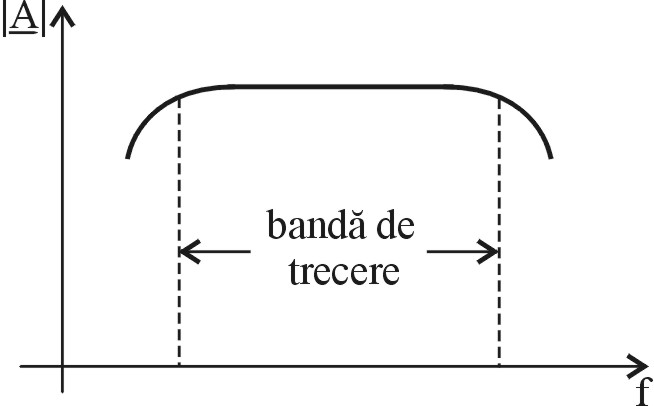 |A|
bandă de
trecere
f